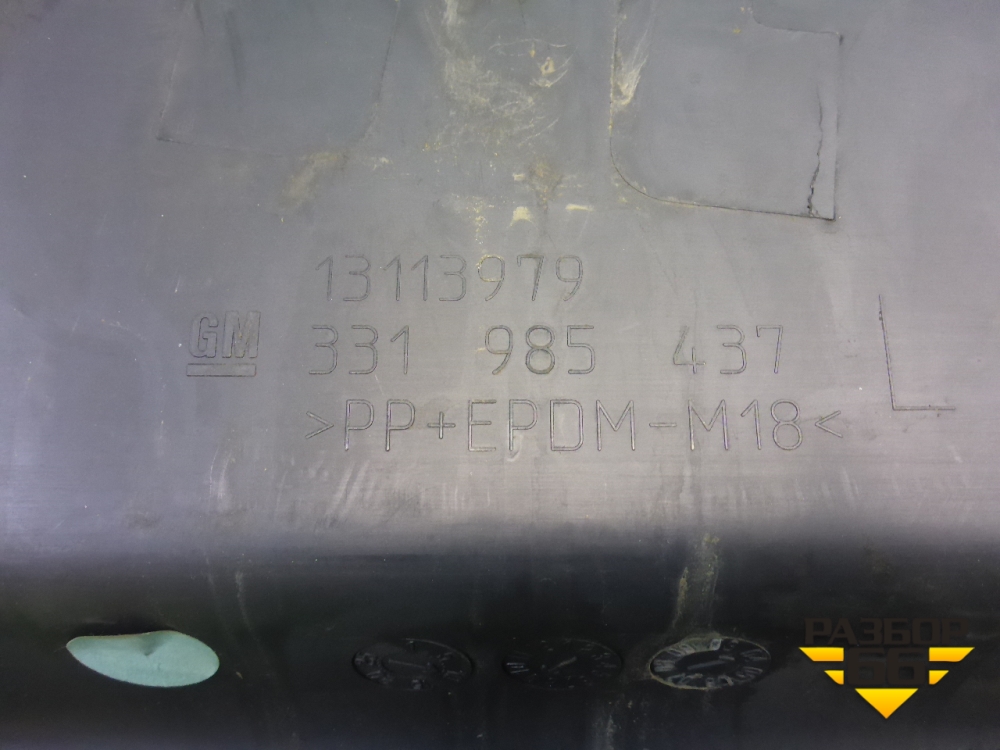 13113979
GM 331 985 437
>PP+EPDM-M18<
L
РАЗБОР
66